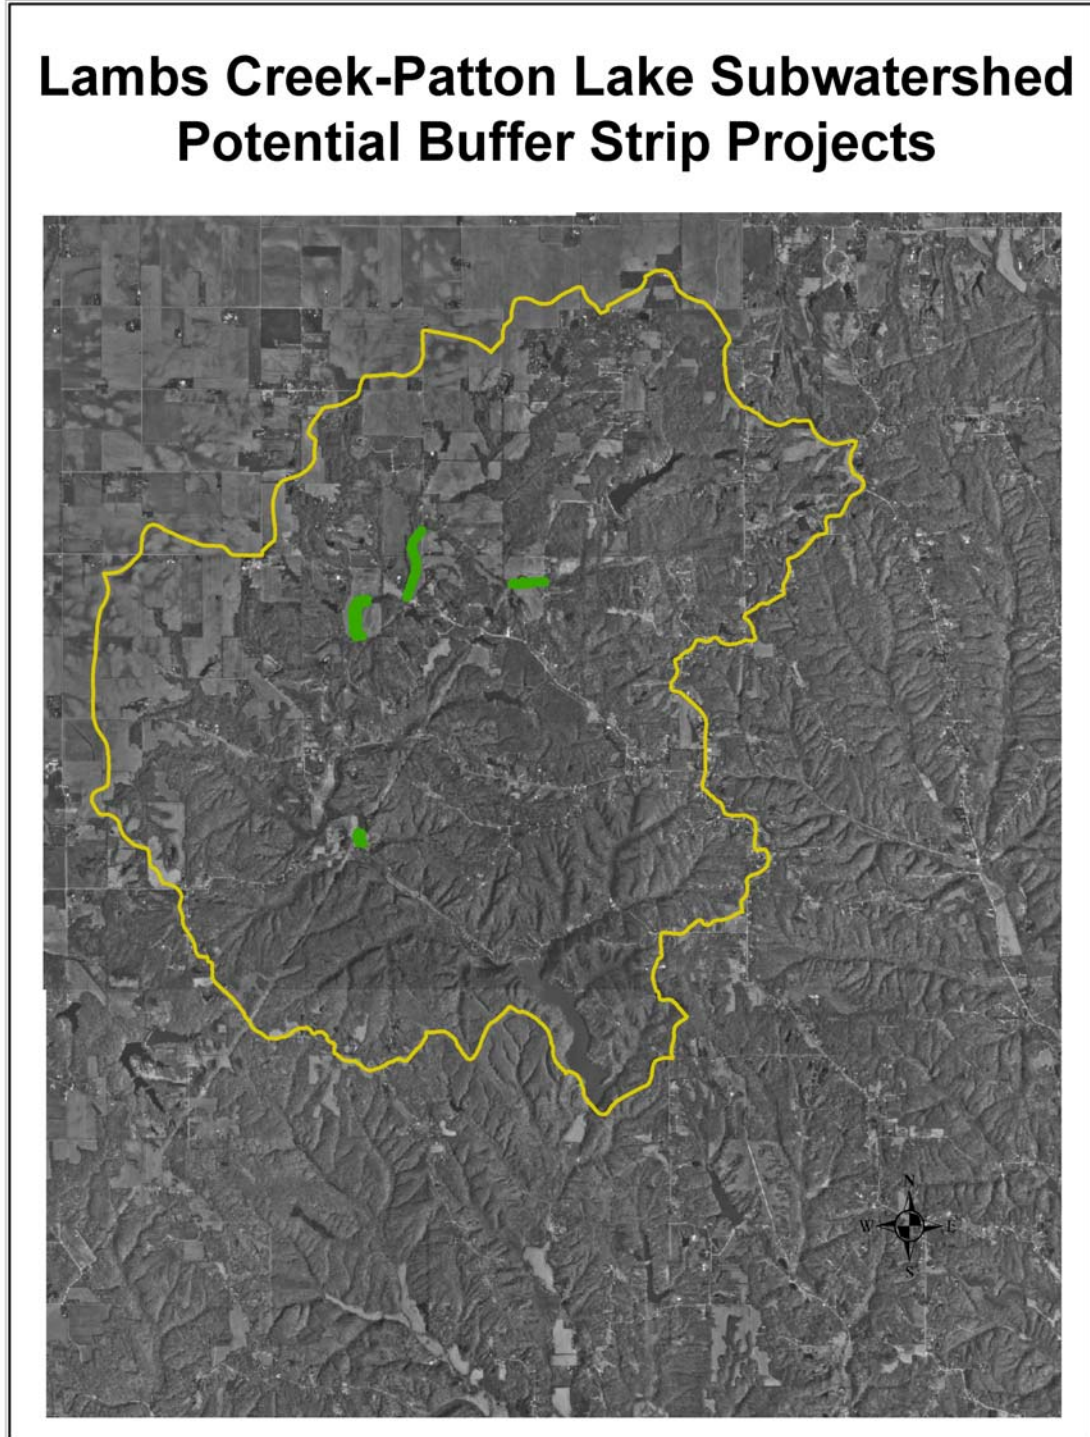 Lambs Creek-Patton Lake Subwatershed
Potential Buffer Strip Projects
N
W E
S